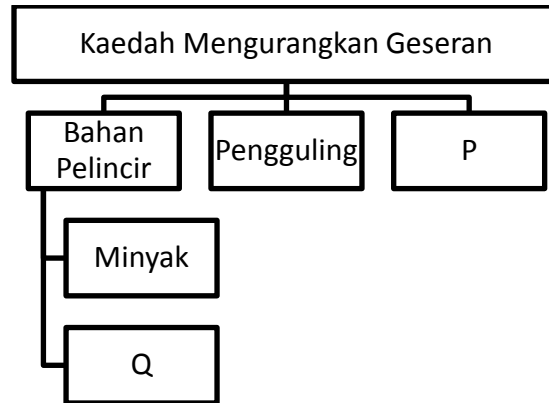 Kaedah Mengurangkan Geseran
Bahan
Pelincir
Pengguling
P
Minyak
Q